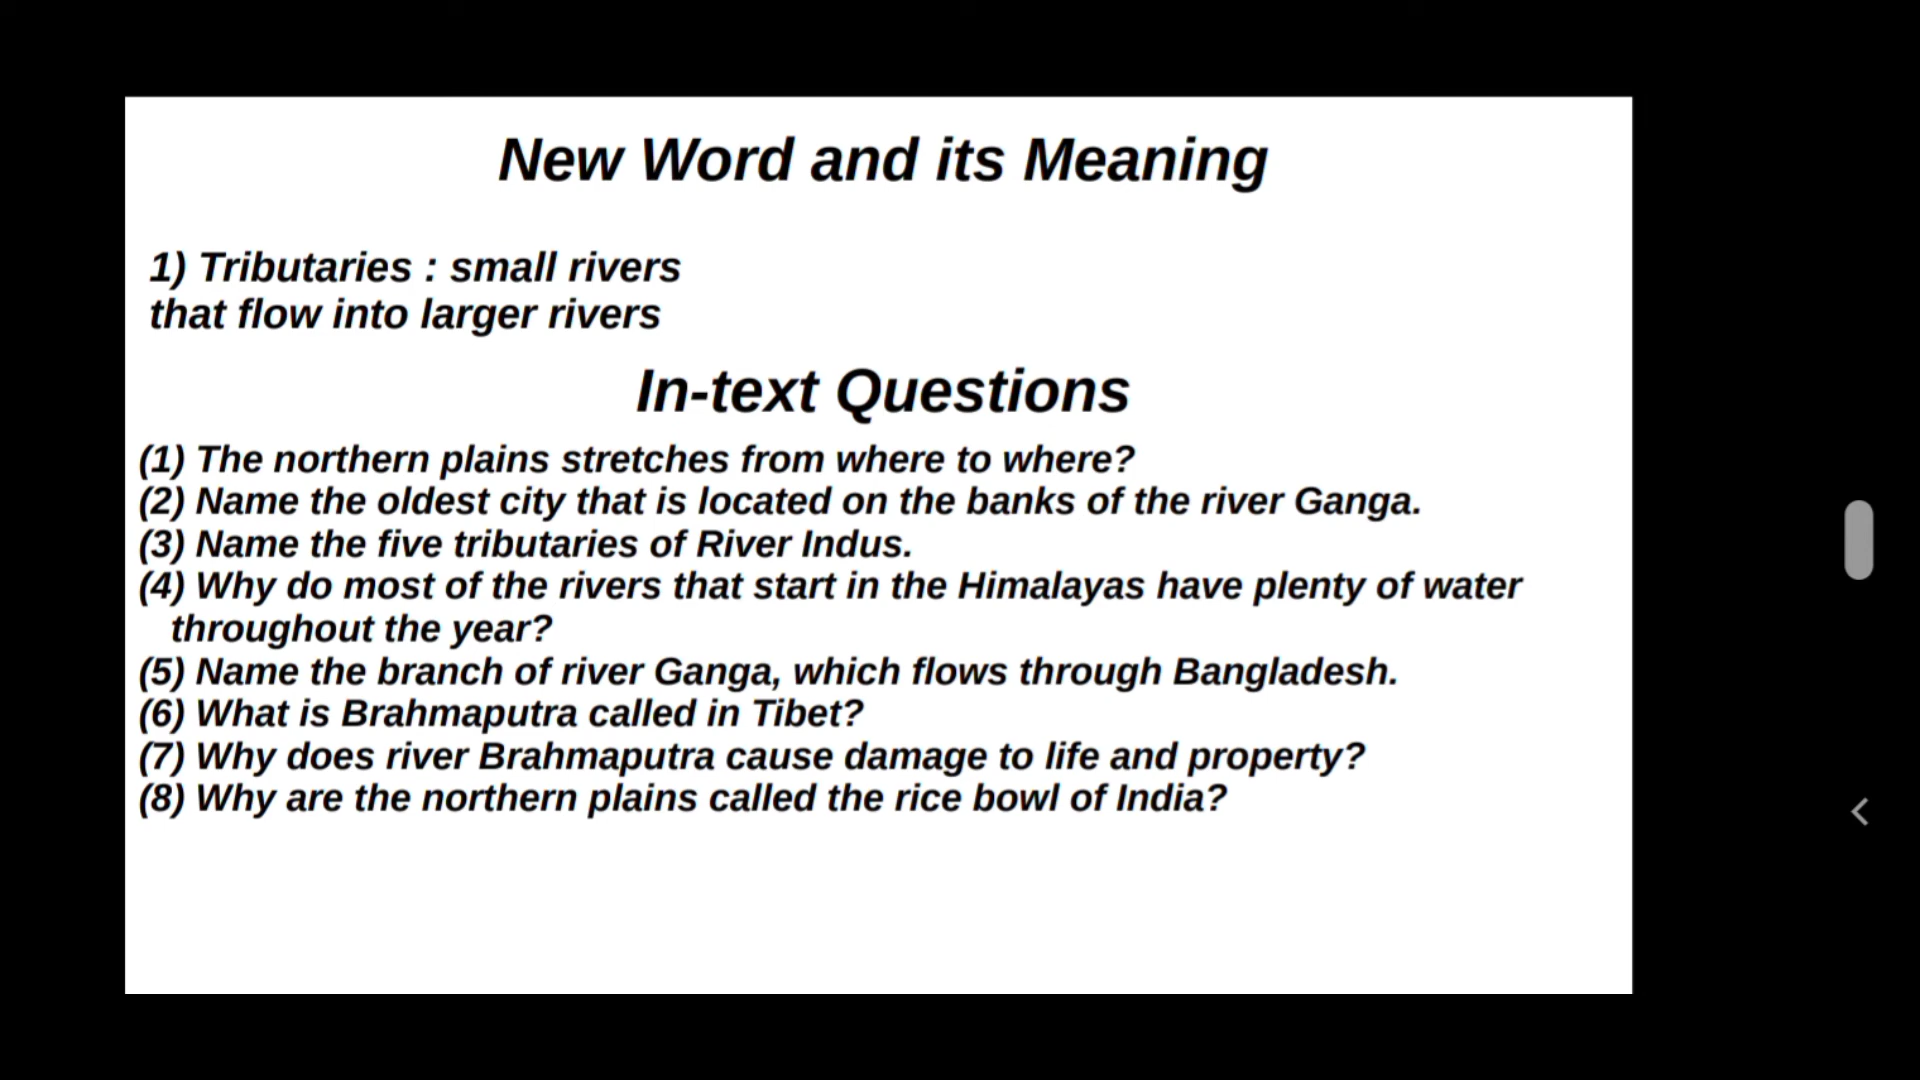 New Word and its Meaning
1) Tributaries : small rivers
that flow into larger rivers
In-text Questions
(1) The northern plains stretches from where to where?
(2) Name the oldest city that is located on the banks of the river Ganga.
(3) Name the five tributaries of River Indus.
(4) Why do most of the rivers that start in the Himalayas have plenty of water
throughout the year?
(5) Name the branch of river Ganga, which flows through Bangladesh.
(6) What is Brahmaputra called in Tibet?
(7) Why does river Brahmaputra cause damage to life and property?
(8) Why are the northern plains called the rice bowl of India?